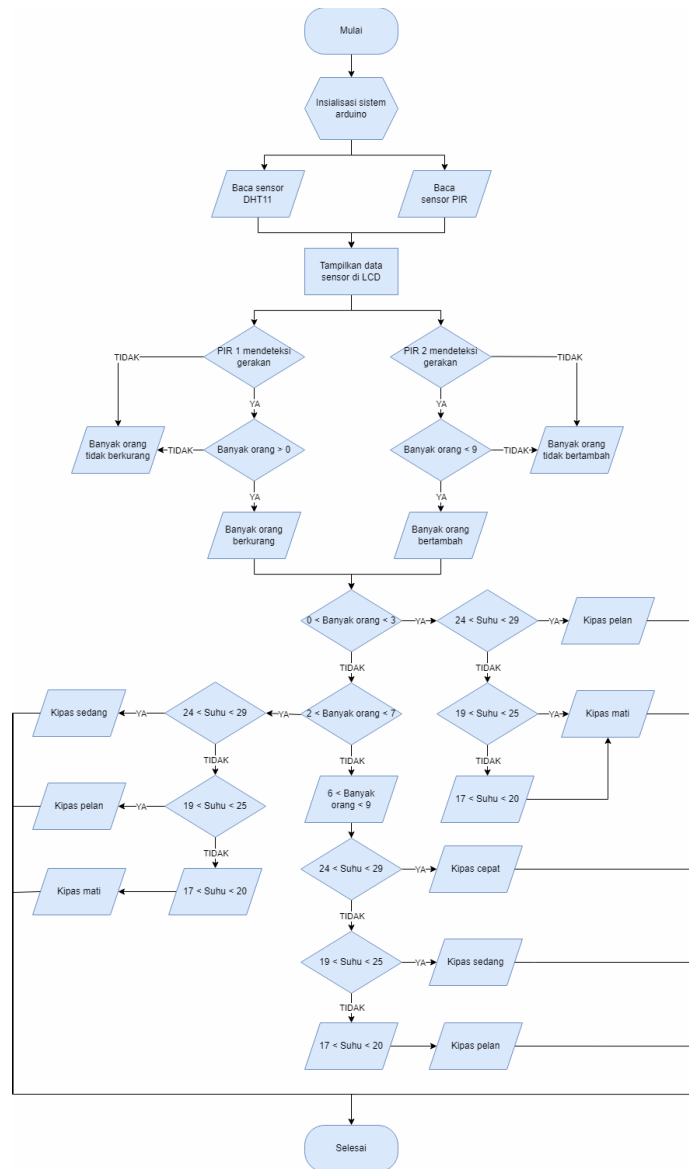 Mulai
Insialisasi sistem
arduino
Baca sensor
DHT11
Baca
sensor PIR
Tampilkan data
sensor di LCD
PIR 1 mendeteksi
gerakan
PIR 2 mendeteksi
gerakan
TIDAK
TIDAK
YA
YA
Banyak orang
tidak berkurang
TIDAK
Banyak orang > 0
Banyak orang < 9
TIDAK
Banyak orang
tidak bertambah
YA
YA
Banyak orang
berkurang
Banyak orang
bertambah
0 < Banyak orang < 3
YA
24 < Suhu < 29
YA
Kipas pelan
TIDAK
TIDAK
Kipas sedang
YA
24 < Suhu < 29
YA
2 < Banyak orang < 7
19 < Suhu < 25
YA
Kipas mati
TIDAK
TIDAK
TIDAK
Kipas pelan
YA
19 < Suhu < 25
6 < Banyak
orang < 9
17 < Suhu < 20
TIDAK
Kipas mati
17 < Suhu < 20
24 < Suhu < 29
YA
Kipas cepat
TIDAK
19 < Suhu < 25
YA
Kipas sedang
TIDAK
17 < Suhu < 20
Kipas pelan
Selesai